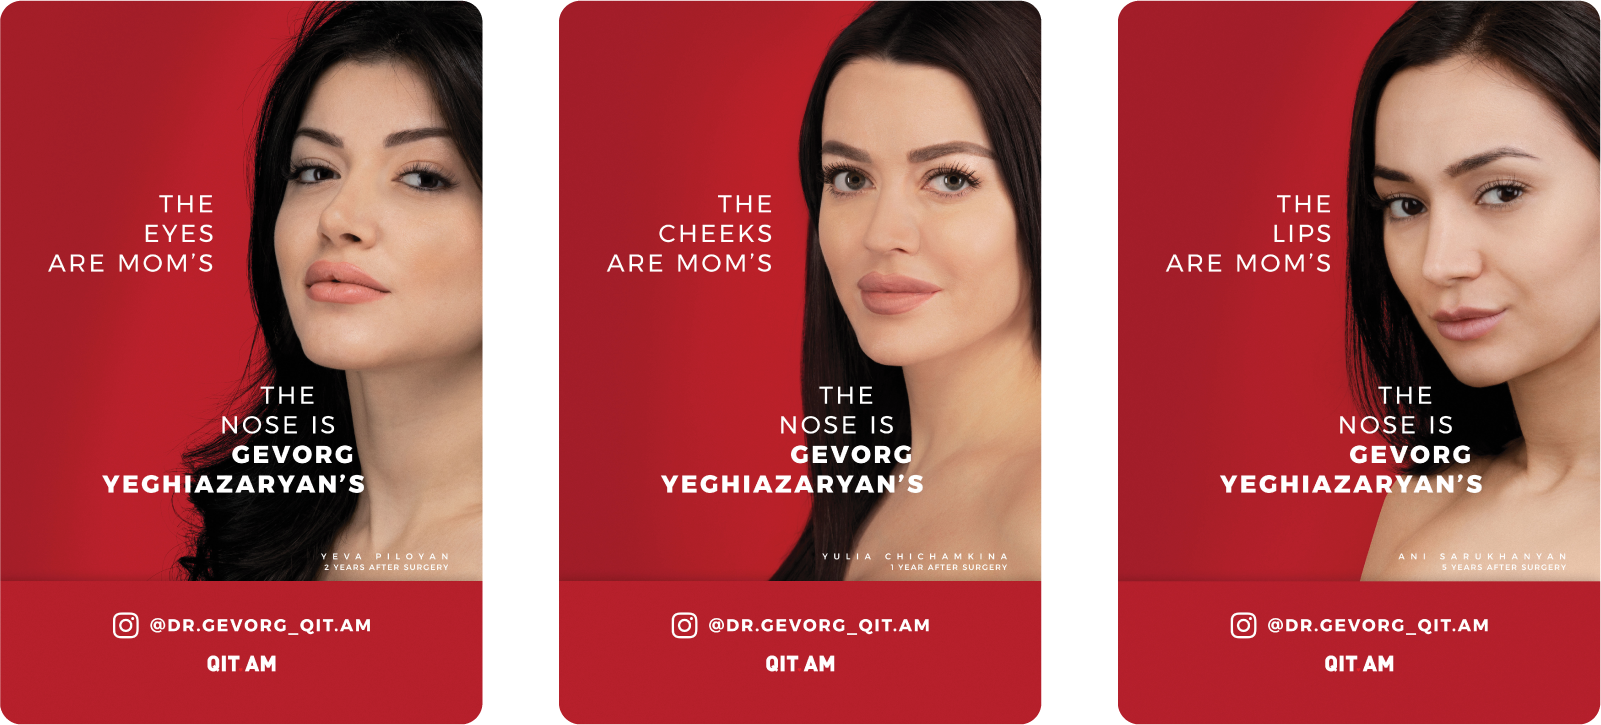 THE
EYES
ARE MOM'S
THE
NOSE IS
GEVORG
YEGHIAZARYAN'S
YEVA PILOYAN
2 YEARS AFTER SURGERY
@DR.GEVORG_QIT.AM
QIT AM
THE
CHEEKS
ARE MOM'S
THE
NOSE IS
GEVORG
YEGHIAZARYAN'S
YULIA CHICHAMKINA
1 YEAR AFTER SURGERY
@DR.GEVORG_QIT.AM
QIT AM
THE
LIPS
ARE MOM'S
THE
NOSE IS
GEVORG
YEGHIAZARYAN'S
ANI SARUKHANYAN
5 YEARS AFTER SURGERY
@DR.GEVORG_QIT.AM
QIT AM